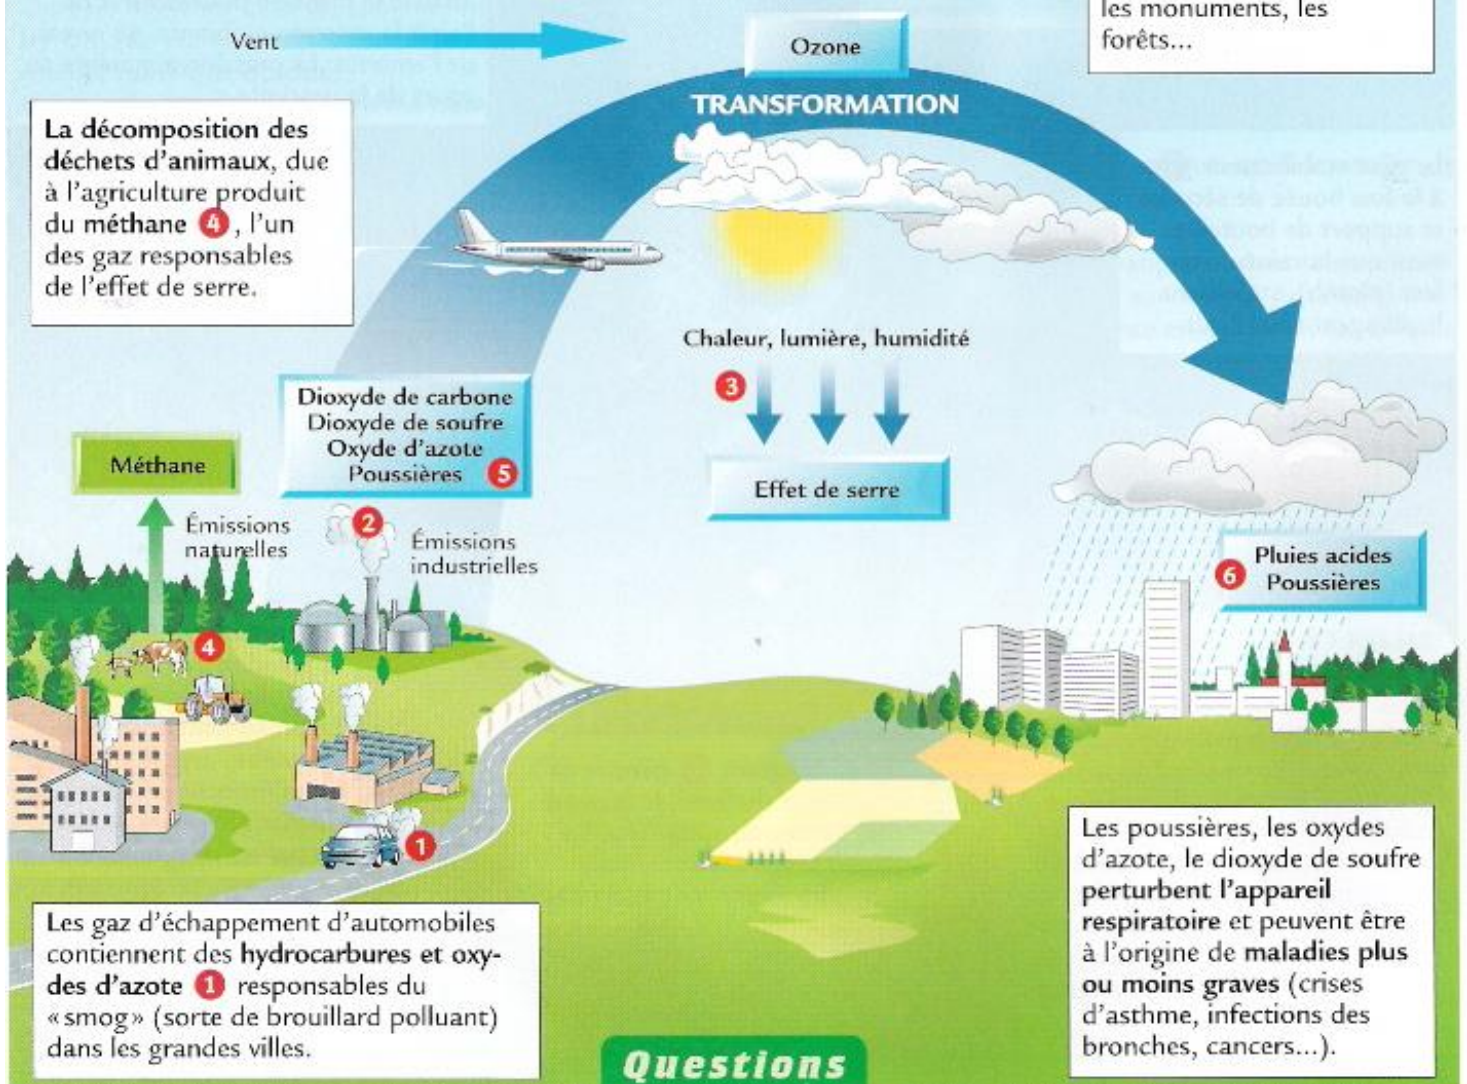 les monuments, les
forêts...
Vent
Ozone
TRANSFORMATION
La décomposition des
déchets d'animaux, due
à l'agriculture produit
du méthane 4, l'un
des gaz responsables
de l'effet de serre.
Chaleur, lumière, humidité
3
Effet de serre
Dioxyde de carbone
Dioxyde de soufre
Oxyde d'azote
Poussières 5
Méthane
Émissions
naturelles
2
Émissions
industrielles
Pluies acides
6 Poussières
4
1
Les gaz d'échappement d'automobiles
contiennent des hydrocarbures et oxy-
des d'azote 1 responsables du
«smog» (sorte de brouillard polluant)
dans les grandes villes.
Les poussières, les oxydes
d'azote, le dioxyde de soufre
perturbent l'appareil
respiratoire et peuvent être
à l'origine de maladies plus
ou moins graves (crises
d'asthme, infections des
bronches, cancers...).
Questions